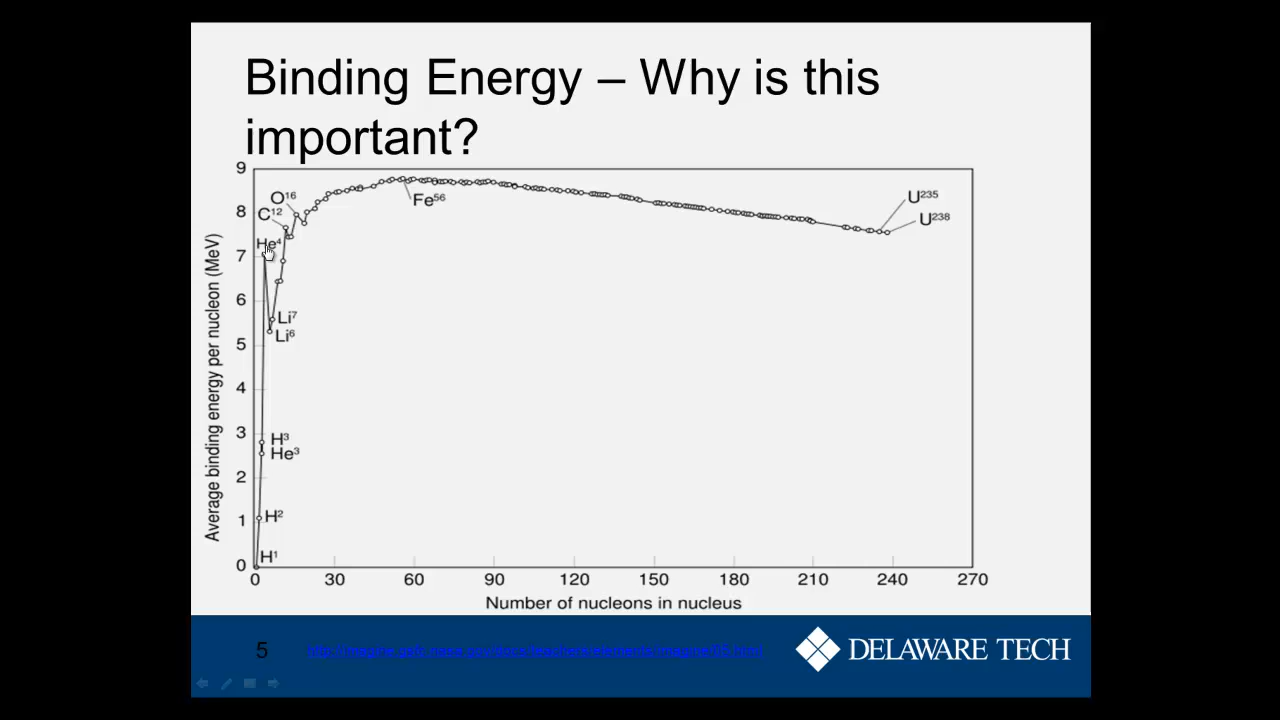 Binding Energy – Why is this
important?
Average binding energy per nucleon (MeV)
9
8
7
6
5
4
3
2
1
0
O¹⁶
C¹²
He⁴
Li⁷
Li⁶
H³
He³
H²
H¹
Fe⁵⁶
U²³⁵
U²³⁸
0 30 60 90 120 150 180 210 240 270
Number of nucleons in nucleus
5
DELAWARE TECH